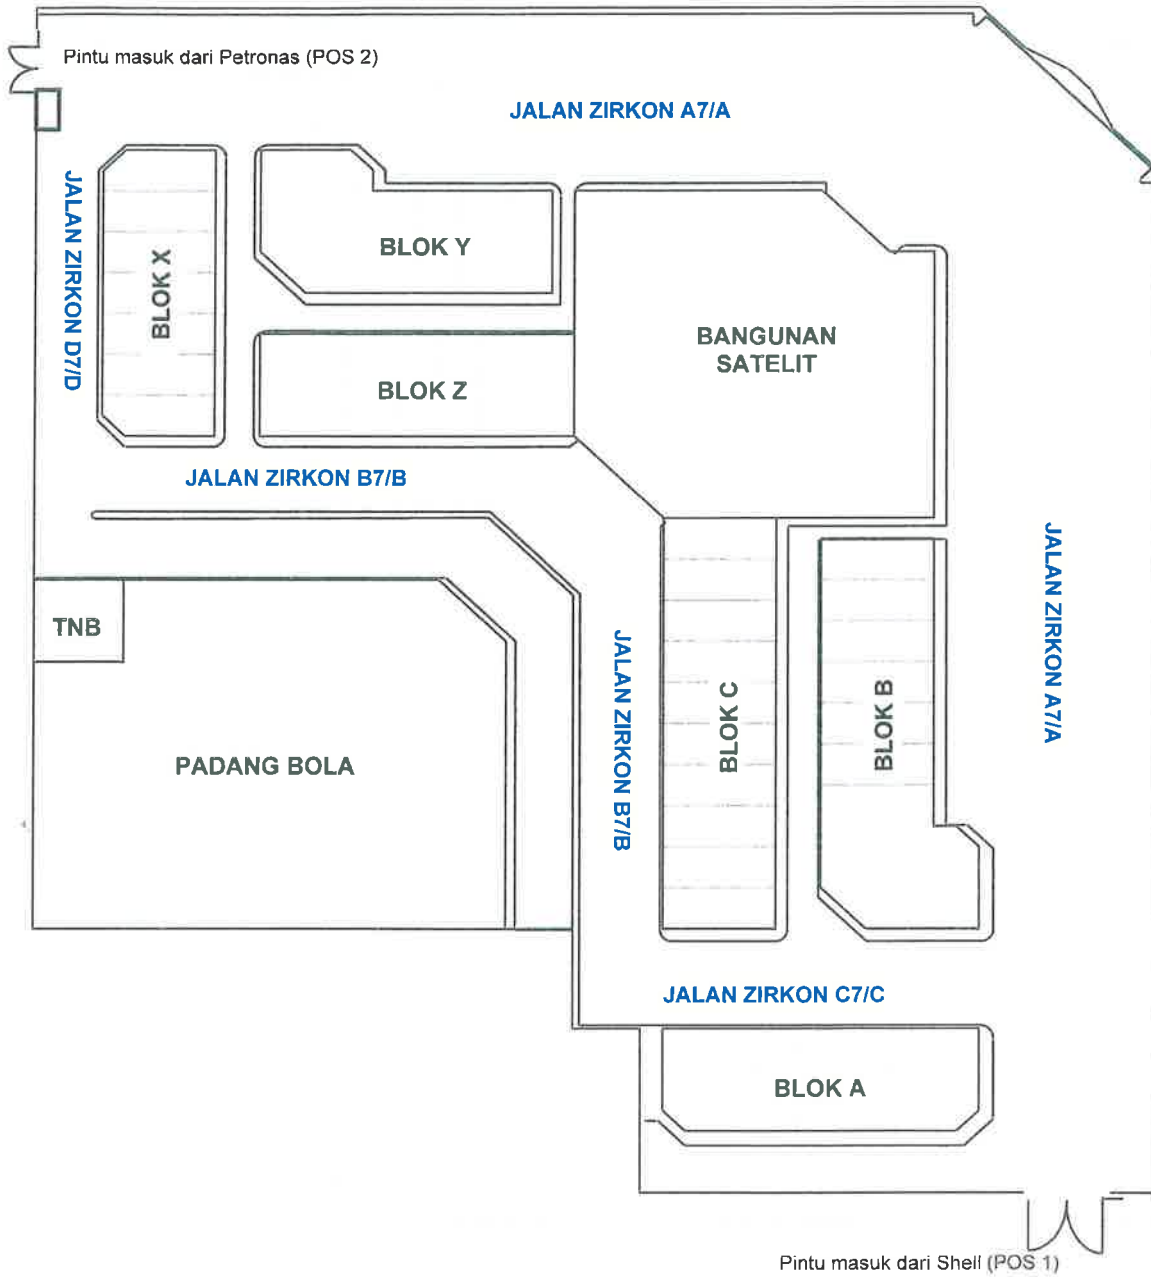 Pintu masuk dari Petronas (POS 2)
JALAN ZIRKON A7/A
JALAN ZIRKON D7/D
BLOK X
BLOK Y
BLOK Z
BANGUNAN
SATELIT
JALAN ZIRKON B7/B
TNB
PADANG BOLA
JALAN ZIRKON B7/B
BLOK C
BLOK B
JALAN ZIRKON A7/A
JALAN ZIRKON C7/C
BLOK A
Pintu masuk dari Shell (POS 1)